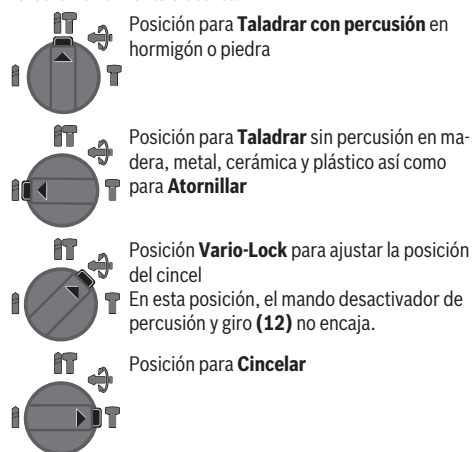 Posición para Taladrar con percusión en
hormigón o piedra
Posición para Taladrar sin percusión en ma-
dera, metal, cerámica y plástico así como
para Atornillar
Posición Vario-Lock para ajustar la posición
del cincel
En esta posición, el mando desactivador de
percusión y giro (12) no encaja.
Posición para Cincelar